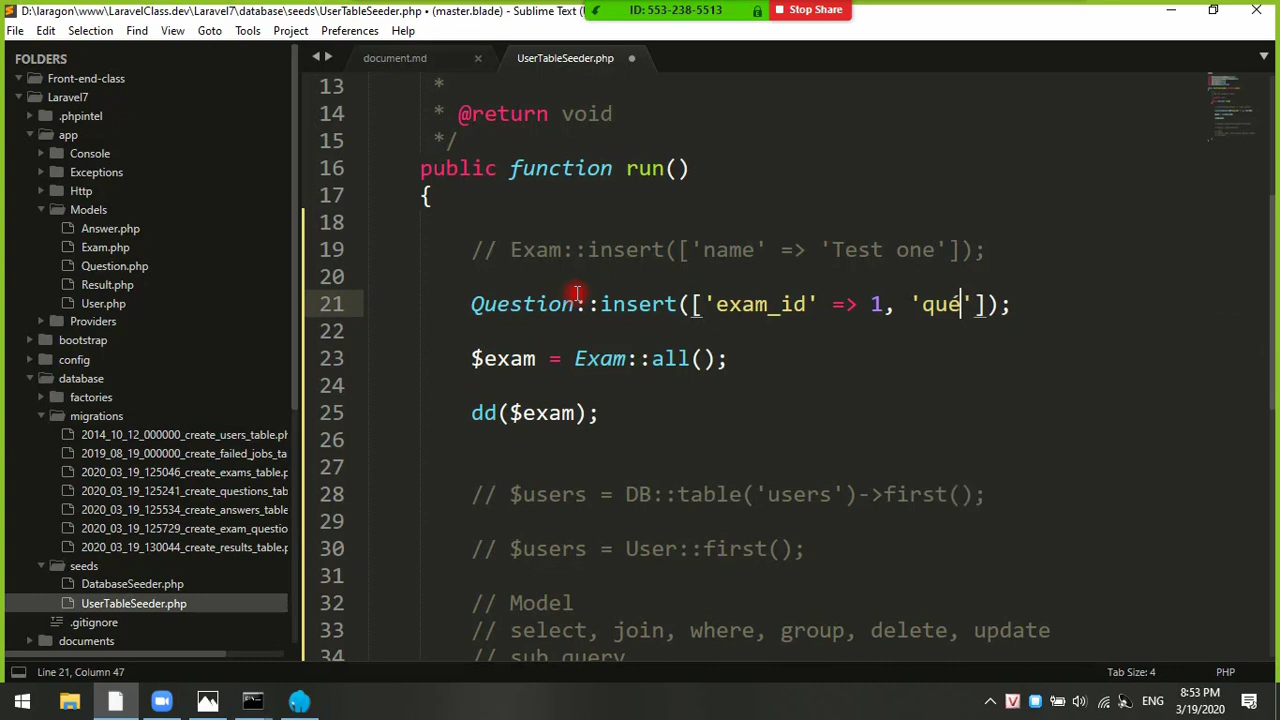 D:\laragon\www\LaravelClass.dev\Laravel7\database\seeds\UserTableSeeder.php • (master.blade) - Sublime Text (U
ID: 553-238-5513
Stop Share
File Edit Selection Find View Goto Tools Project Preferences Help
FOLDERS
Front-end-class
Laravel7
.phpintel
app
Console
Exceptions
Http
Models
Answer.php
Exam.php
Question.php
Result.php
User.php
Providers
bootstrap
config
database
factories
migrations
2014_10_12_000000_create_users_table.ph
2019_08_19_000000_create_failed_jobs_ta
2020_03_19_125046_create_exams_table.p
2020_03_19_125241_create_questions_tab
2020_03_19_125534_create_answers_table
2020_03_19_125729_create_exam_questio
2020_03_19_130044_create_results_table.p
seeds
DatabaseSeeder.php
UserTableSeeder.php
.gitignore
documents
document.md
UserTableSeeder.php
13 *
14 * @return void
15 */
16 public function run()
17 {
18
19 // Exam::insert(['name' => 'Test one']);
20
21 Question::insert(['exam_id' => 1, 'qué']);
22
23 $exam = Exam::all();
24
25 dd($exam);
26
27
28 // $users = DB::table('users')->first();
29
30 // $users = User::first();
31
32 // Model
33 // select, join, where, group, delete, update
34 // sub query
Line 21, Column 47
Tab Size: 4
PHP
ENG
8:53 PM
3/19/2020